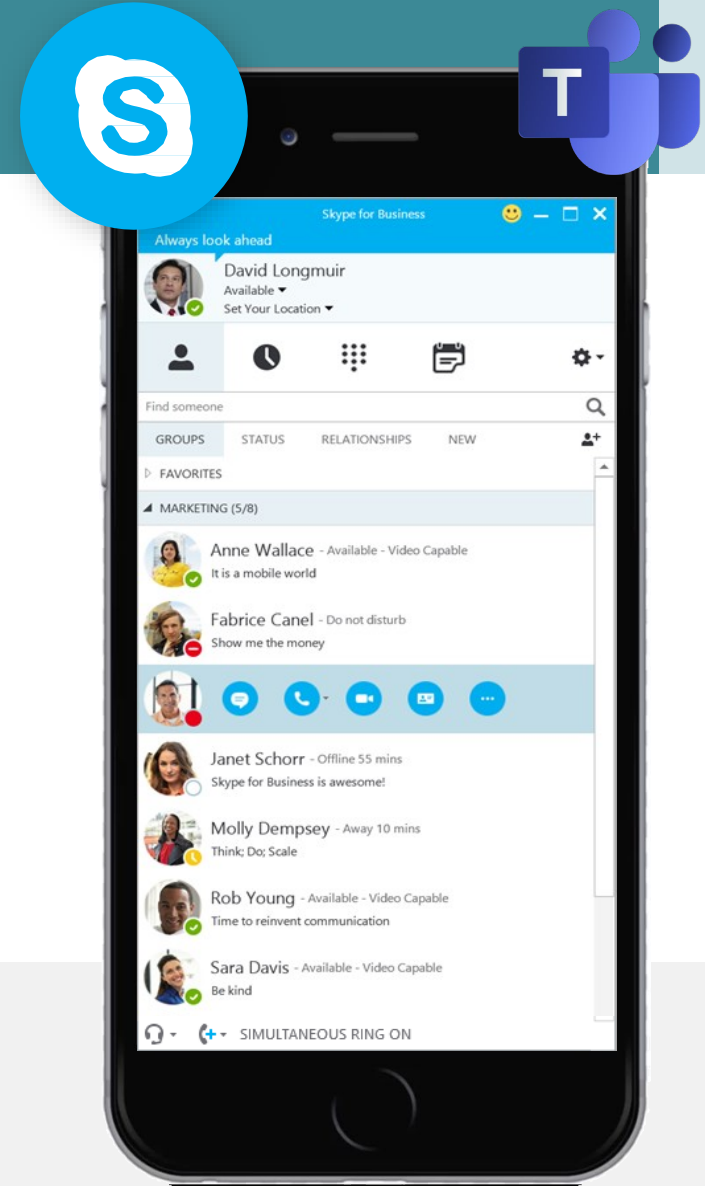 S
T
Skype for Business
Always look ahead
David Longmuir
Available
Set Your Location
Find someone
GROUPS STATUS RELATIONSHIPS NEW
FAVORITES
MARKETING (5/8)
Anne Wallace - Available - Video Capable
It is a mobile world
Fabrice Canel - Do not disturb
Show me the money
Janet Schorr - Offline 55 mins
Skype for Business is awesome!
Molly Dempsey - Away 10 mins
Think; Do; Scale
Rob Young - Available - Video Capable
Time to reinvent communication
Sara Davis - Available - Video Capable
Be kind
SIMULTANEOUS RING ON